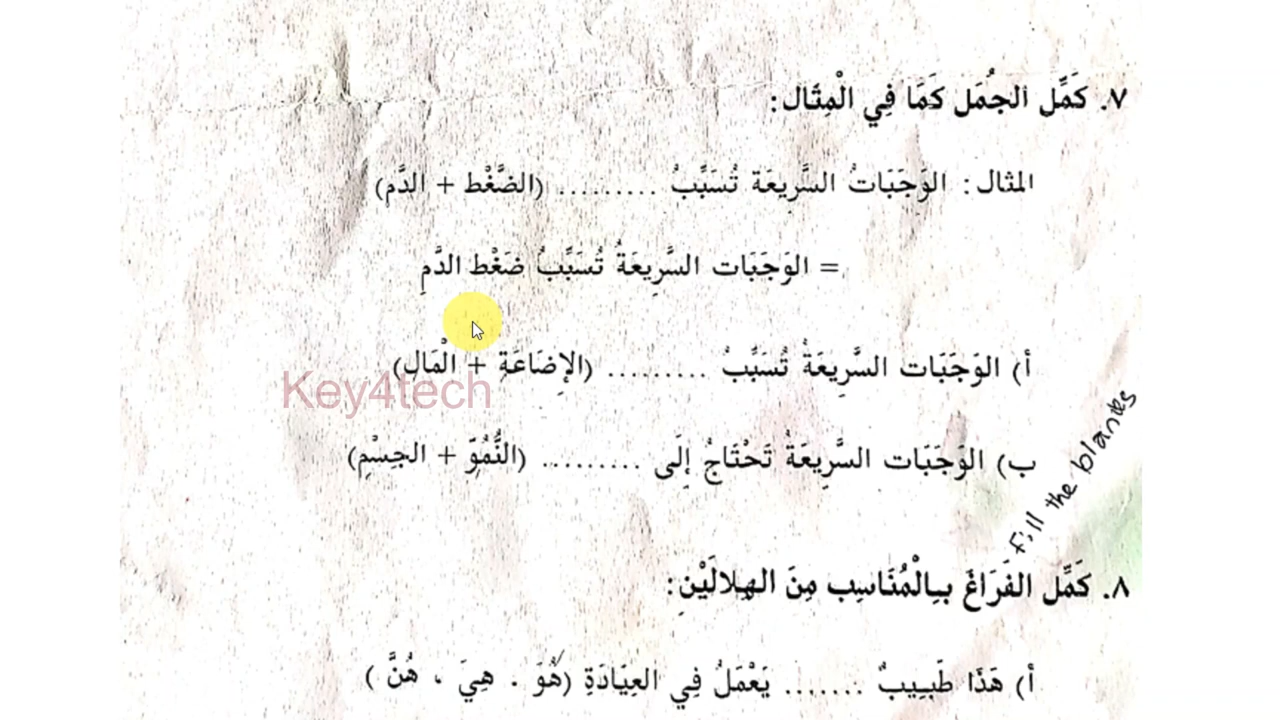 ٧. كَمِّل الجُمَل كَمَا فِي الْمِثَال:
المثال: الوَجَبَاتُ السَّرِيعَة تُسَبِّبُ ......... (الضَّغْط + الدَّم)
= الوَجَبَات السَّرِيعَةُ تُسَبِّبُ ضَغْط الدَّمِ
أ) الوَجَبَات السَّرِيعَةُ تُسَبِّبُ ......... (الإِضَاعَةِ + الْمَالِ)
Key4tech
ب) الوَجَبَات السَّرِيعَةُ تَحْتَاجُ إِلَى ......... (النُّمُوّ + الجِسْمِ)
Fill the blankes
٨. كَمِّل الفَرَاغَ بِالْمُنَاسِب مِنَ الهِلالَيْنِ:
أ) هَذَا طَبِيبٌ ....... يَعْمَلُ فِي العِيَادَةِ (هُوَ . هِيَ ، هُنَّ )